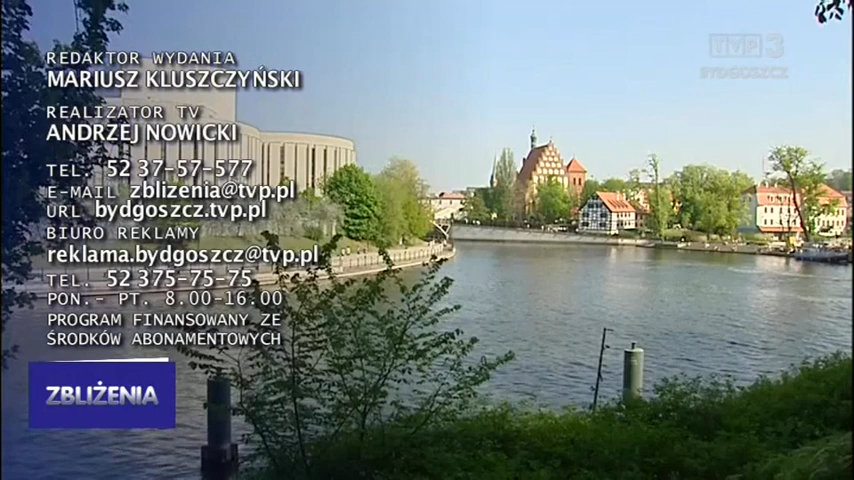 REDAKTOR WYDANIA
MARIUSZ KLUSZCZYŃSKI
REALIZATOR TV
ANDRZEJ NOWICKI
TEL. 52 37-57-577
E-MAIL zblizenia@tvp.pl
URL bydgoszcz.tvp.pl
BIURO REKLAMY
reklama.bydgoszcz@tvp.pl
TEL. 52 375-75-75
PON.- PT. 8.00-16.00
PROGRAM FINANSOWANY ZE
ŚRODKÓW ABONAMENTOWYCH
ZBLIŻENIA
TVP3
BYDGOSZCZ